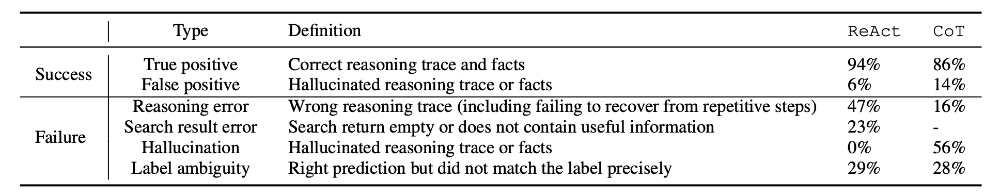 Type Definition ReAct CoT
Success
True positive Correct reasoning trace and facts 94% 86%
False positive Hallucinated reasoning trace or facts 6% 14%
Failure
Reasoning error Wrong reasoning trace (including failing to recover from repetitive steps) 47% 16%
Search result error Search return empty or does not contain useful information 23% -
Hallucination Hallucinated reasoning trace or facts 0% 56%
Label ambiguity Right prediction but did not match the label precisely 29% 28%